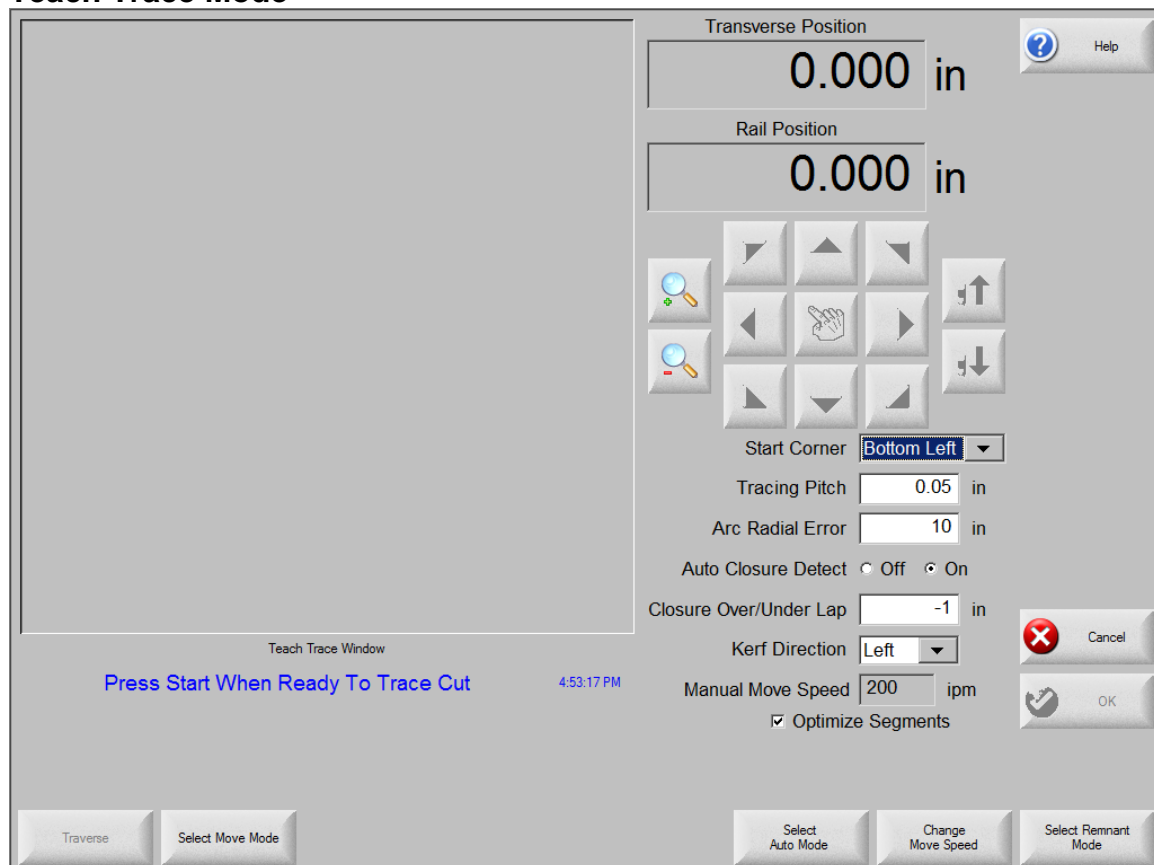 Teach Trace Mode
Transverse Position
0.000 in
Help
Rail Position
0.000 in
Start Corner Bottom Left
Tracing Pitch 0.05 in
Arc Radial Error 10 in
Auto Closure Detect Off On
Closure Over/Under Lap -1 in
Kerf Direction Left
Manual Move Speed 200 ipm
Optimize Segments
Cancel
OK
Teach Trace Window
Press Start When Ready To Trace Cut 4:53:17 PM
Traverse
Select Move Mode
Select
Auto Mode
Change
Move Speed
Select Remnant
Mode